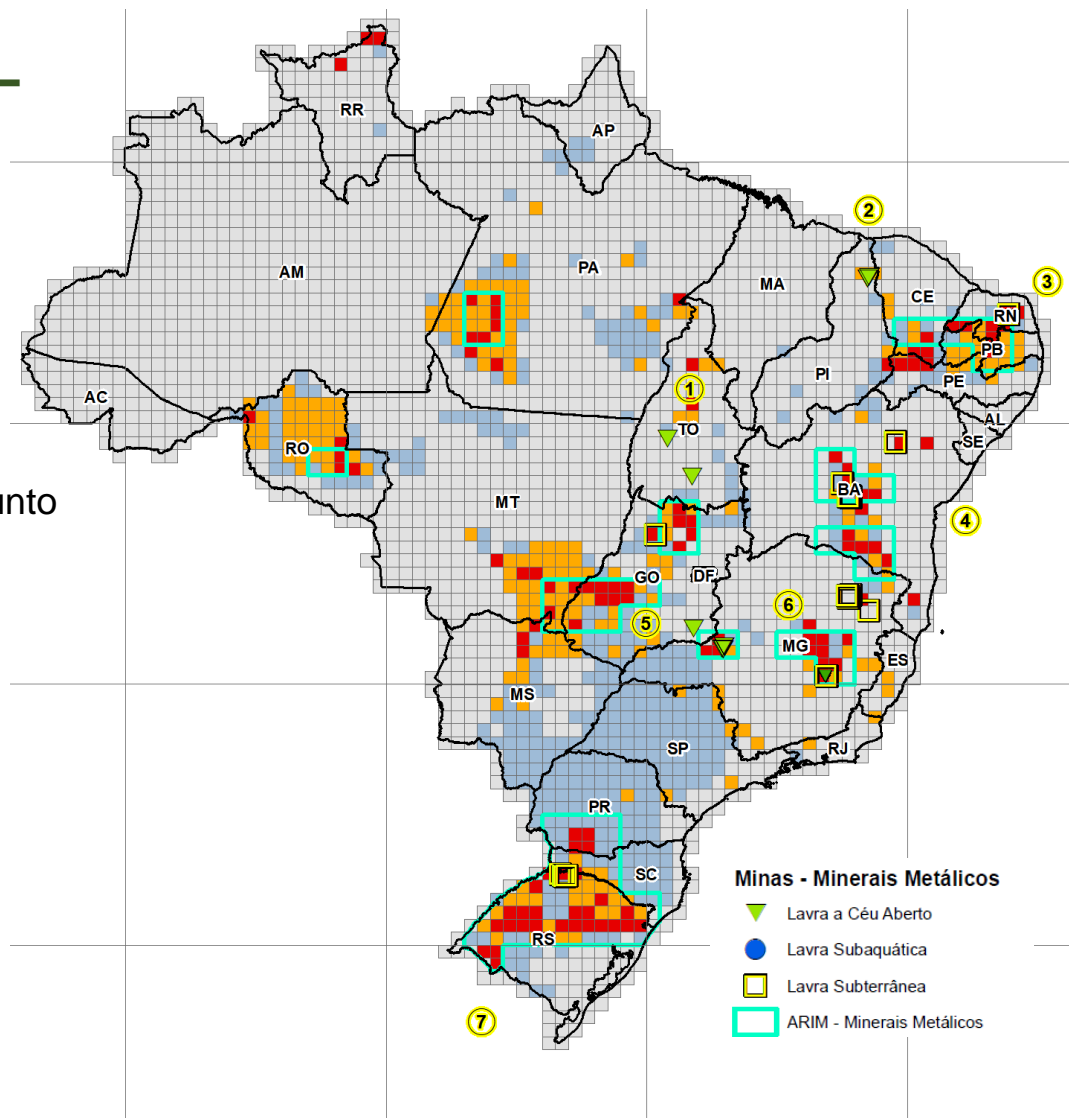 RR
AP
2
AM
PA
MA
3
CE
RN
PB
PI
PE
AC
1
TO
AL
SE
RO
BA
unto
MT
4
GO
DF
6
5
MG
ES
MS
SP
RJ
PR
SC
RS
7
Minas - Minerais Metálicos
Lavra a Céu Aberto
Lavra Subaquática
Lavra Subterrânea
ARIM - Minerais Metálicos